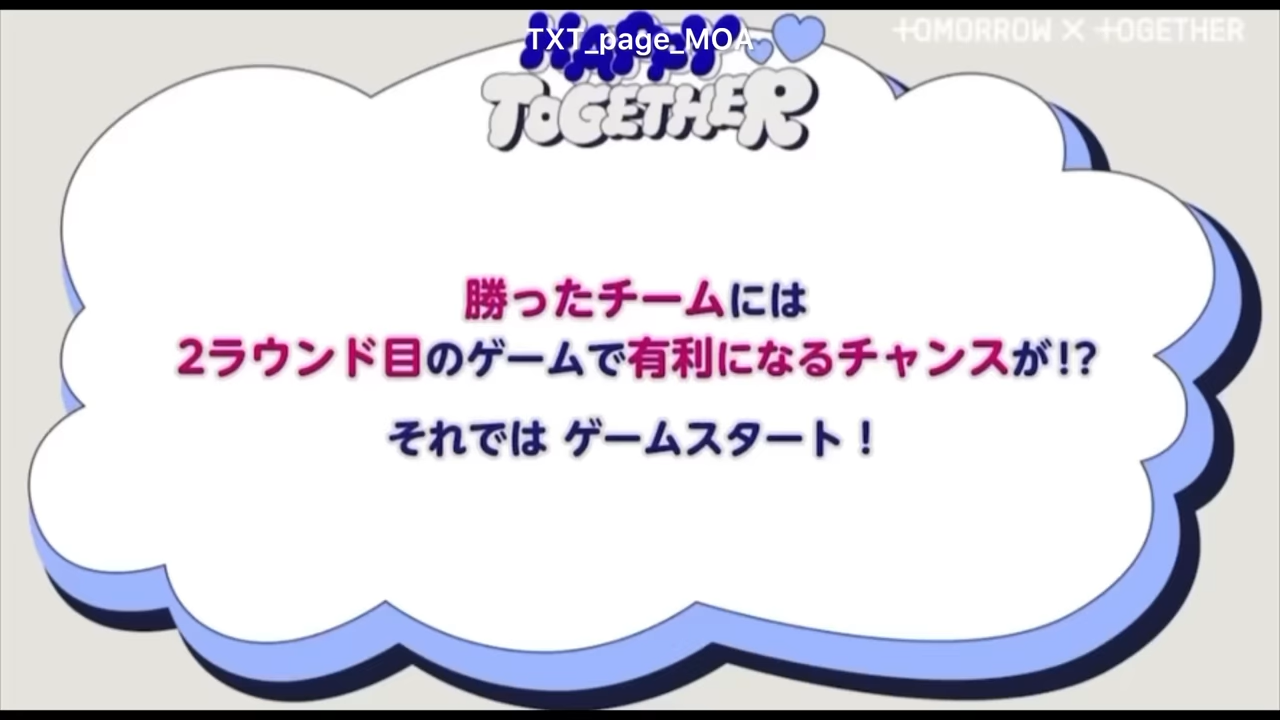 HAPPY
TXT_page_MOA
TOGETHER
TOMORROW X TOGETHER
勝ったチームには
2ラウンド目のゲームで有利になるチャンスが!?
それでは ゲームスタート！